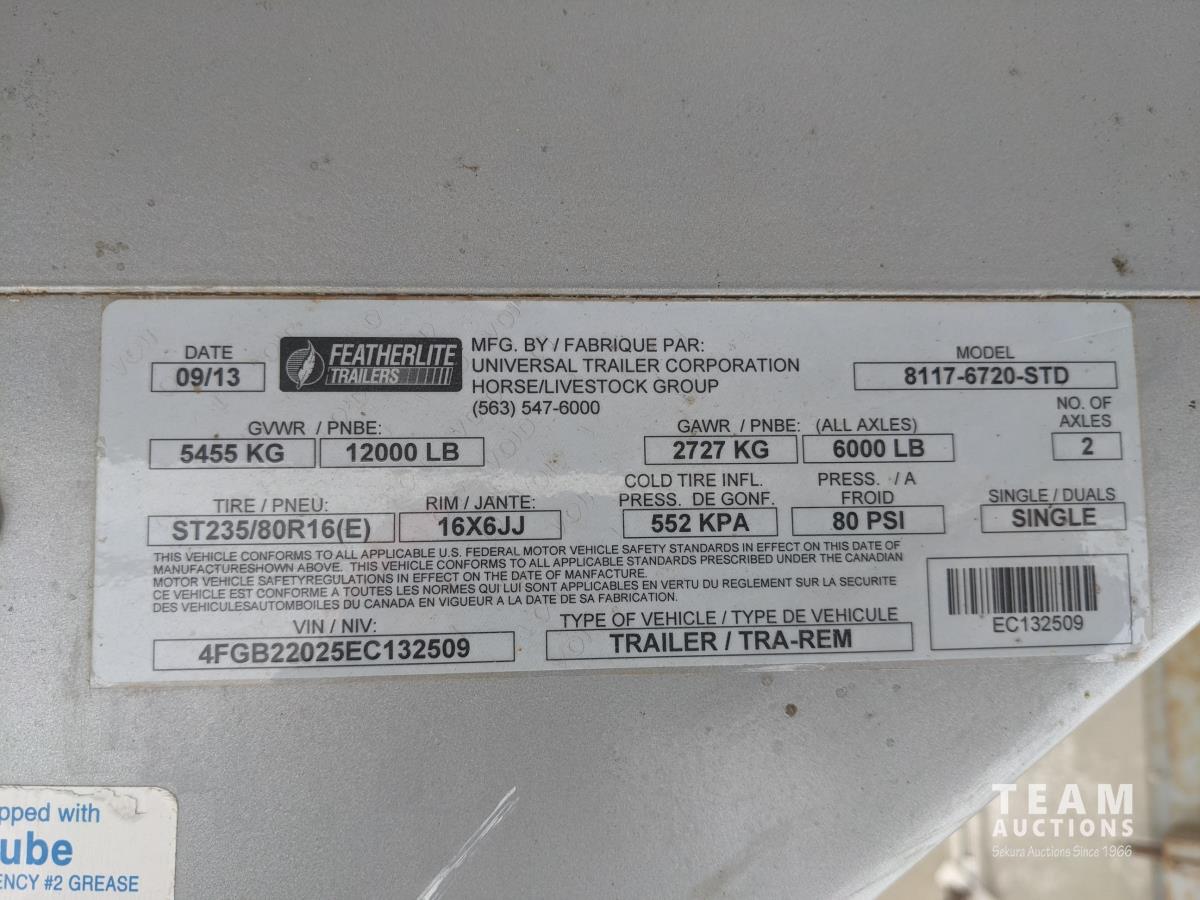 DATE
09/13
FEATHERLITE
TRAILERS
MFG. BY / FABRIQUE PAR:
UNIVERSAL TRAILER CORPORATION
HORSE/LIVESTOCK GROUP
(563) 547-6000
MODEL
8117-6720-STD
GVWR / PNBE:
5455 KG 12000 LB
GAWR / PNBE: (ALL AXLES)
2727 KG 6000 LB
NO. OF
AXLES
2
TIRE / PNEU:
ST235/80R16(E)
RIM / JANTE:
16X6JJ
COLD TIRE INFL. PRESS. / A
PRESS. DE GONF. FROID
552 KPA 80 PSI
SINGLE / DUALS
SINGLE
THIS VEHICLE CONFORMS TO ALL APPLICABLE U.S. FEDERAL MOTOR VEHICLE SAFETY STANDARDS IN EFFECT ON THIS DATE OF
MANUFACTURESHOWN ABOVE. THIS VEHICLE CONFORMS TO ALL APPLICABLE STANDARDS PRESCRIBED UNDER THE CANADIAN
MOTOR VEHICLE SAFETYREGULATIONS IN EFFECT ON THE DATE OF MANFACTURE.
CE VEHICLE EST CONFORME A TOUTES LES NORMES QUI LUI SONT APPLICABLES EN VERTU DU REGLEMENT SUR LA SECURITE
DES VEHICULESAUTOMBOILES DU CANADA EN VIGUEUR A LA DATE DE SA FABRICATION.
VIN / NIV:
4FGB22025EC132509
TYPE OF VEHICLE / TYPE DE VEHICULE
TRAILER / TRA-REM
EC132509
pped with
ube
ENCY #2 GREASE
TEAM
AUCTIONS
Sekura Auctions Since 1966